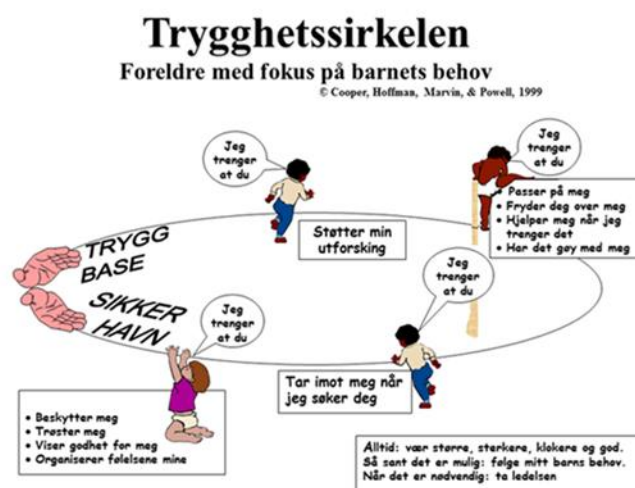 Trygghetssirkelen
Foreldre med fokus på barnets behov
© Cooper, Hoffman, Marvin, & Powell, 1999
Jeg
trenger
at du
Støtter min
utforsking
Jeg
trenger
at du
• Passer på meg
• Fryder deg over meg
• Hjelper meg når jeg
trenger det
• Har det gøy med meg
TRYGG
BASE
SIKKER
HAVN
Jeg
trenger
at du
Tar imot meg når
jeg søker deg
Jeg
trenger
at du
• Beskytter meg
• Trøster meg
• Viser godhet for meg
• Organiserer følelsene mine
Alltid: vær større, sterkere, klokere og god.
Så sant det er mulig: følge mitt barns behov.
Når det er nødvendig: ta ledelsen